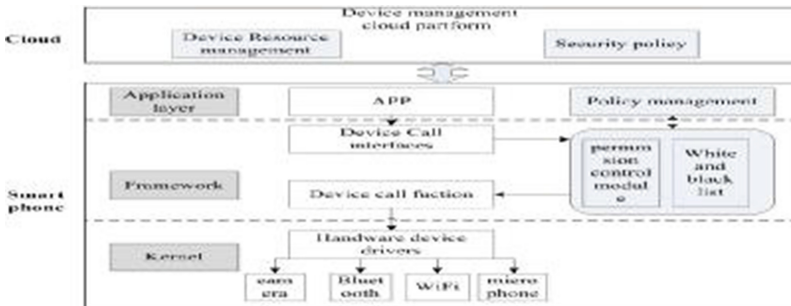 Device management
cloud partform
Cloud
Device Resource
management
Security policy
Application
layer
APP
Policy management
Device Call
interfaces
permis
sion
control
modul
e
White
and
black
list
Smart
phone
Framework
Device call fuction
Hardware device
drivers
Kernel
cam
era
Bluet
ooth
WiFi
micro
phone